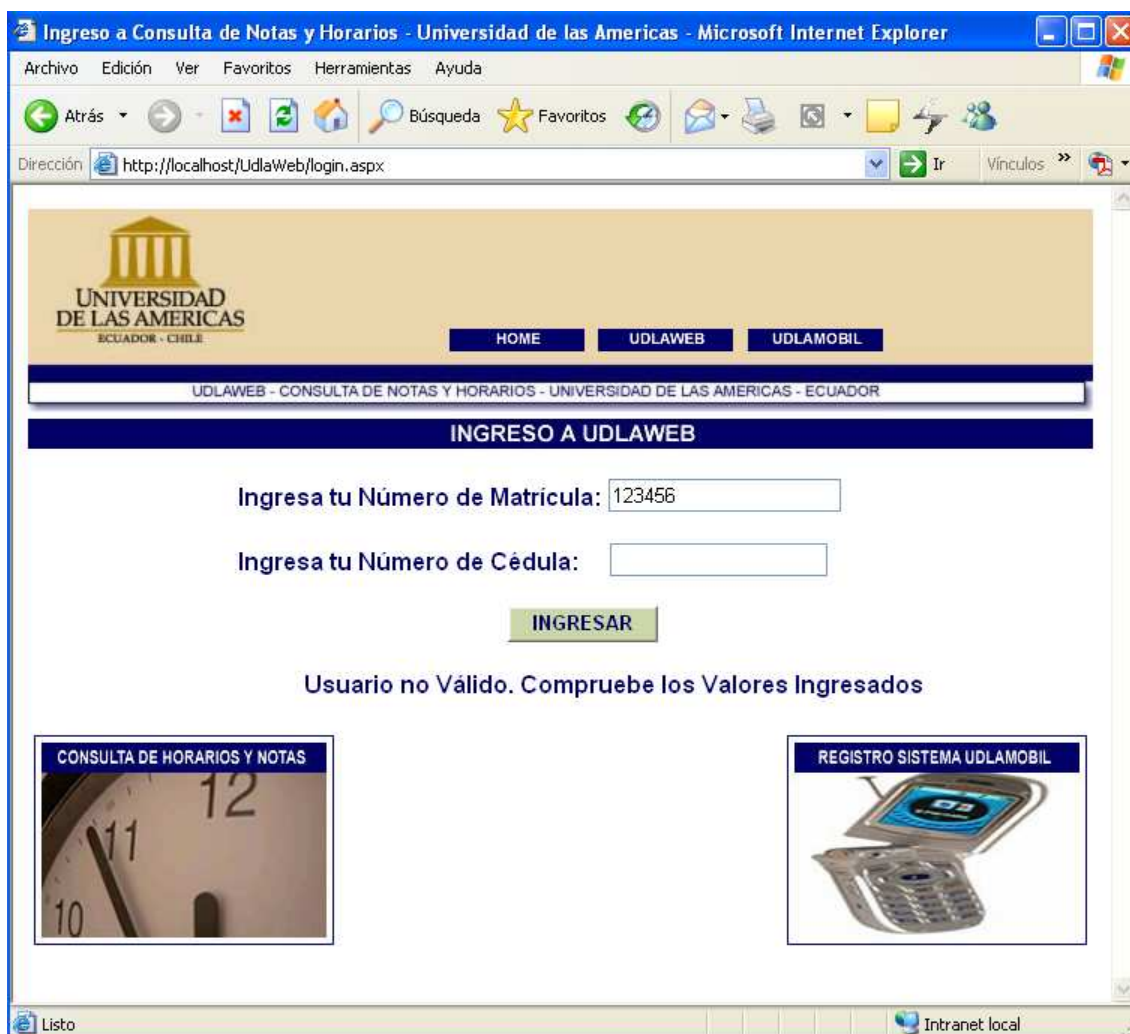 Ingreso a Consulta de Notas y Horarios - Universidad de las Americas - Microsoft Internet Explorer
Archivo Edición Ver Favoritos Herramientas Ayuda
Atrás Búsqueda Favoritos
Dirección http://localhost/UdlaWeb/login.aspx Ir Vínculos »
UNIVERSIDAD
DE LAS AMERICAS
ECUADOR - CHILE
HOME UDLAWEB UDLAMOBIL
UDLAWEB - CONSULTA DE NOTAS Y HORARIOS - UNIVERSIDAD DE LAS AMERICAS - ECUADOR
INGRESO A UDLAWEB
Ingresa tu Número de Matrícula: 123456
Ingresa tu Número de Cédula:
INGRESAR
Usuario no Válido. Compruebe los Valores Ingresados
CONSULTA DE HORARIOS Y NOTAS REGISTRO SISTEMA UDLAMOBIL
12
11
10
Listo Intranet local